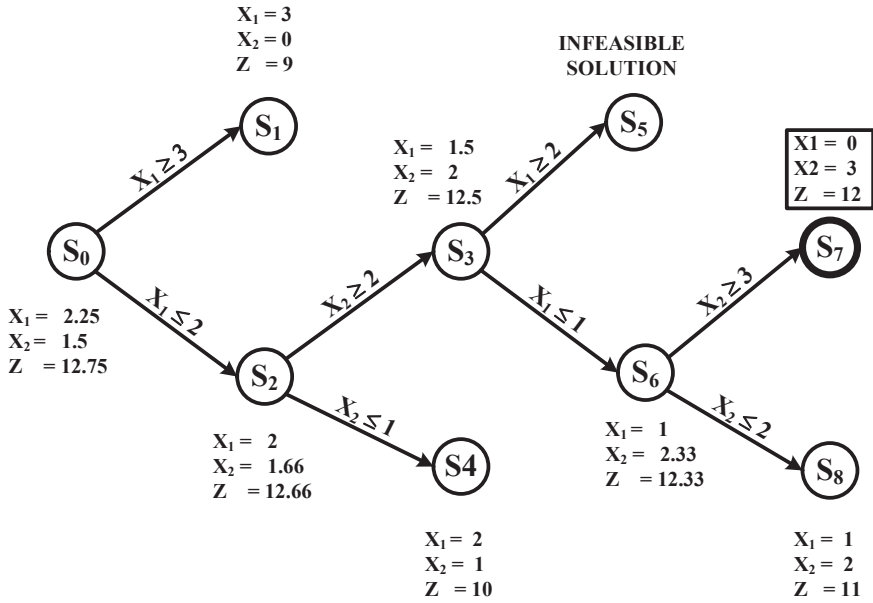 X₁ = 3
X₂ = 0
Z = 9
S₁
X₁ ≥ 3
S₀
X₁ = 2.25
X₂ = 1.5
Z = 12.75
X₁ ≤ 2
S₂
X₁ = 2
X₂ = 1.66
Z = 12.66
X₂ ≥ 2
X₁ = 1.5
X₂ = 2
Z = 12.5
S₃
X₂ ≤ 1
S4
X₁ = 2
X₂ = 1
Z = 10
X₁ ≥ 2
INFEASIBLE
SOLUTION
S₅
X₁ ≤ 1
S₆
X₁ = 1
X₂ = 2.33
Z = 12.33
X₂ ≥ 3
X1 = 0
X2 = 3
Z = 12
S₇
X₂ ≤ 2
S₈
X₁ = 1
X₂ = 2
Z = 11